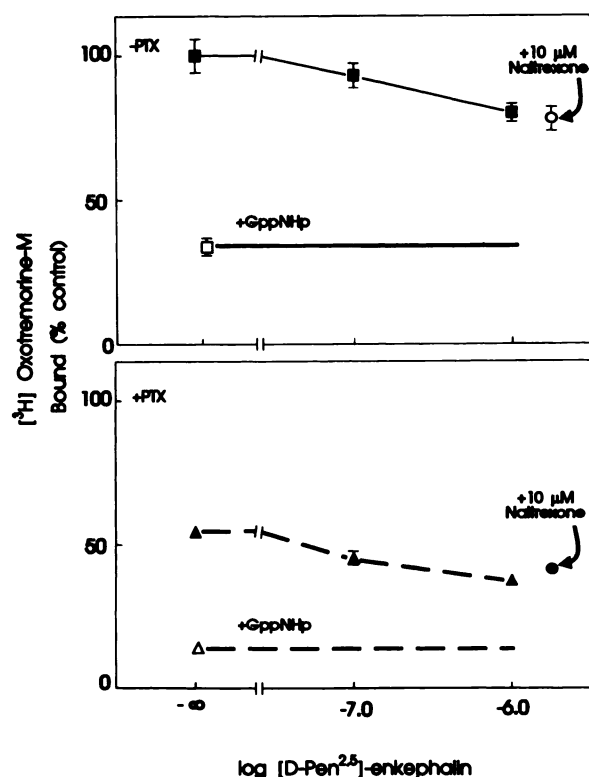 -PTX
+10 μM
Naltrexone
100
50
0
+GppNHp
[³H] Oxotremorine-M
Bound (% control)
+PTX
+10 μM
Naltrexone
100
50
0
+GppNHp
-∞
-7.0
-6.0
log [D-Pen²,⁵]-enkephalin